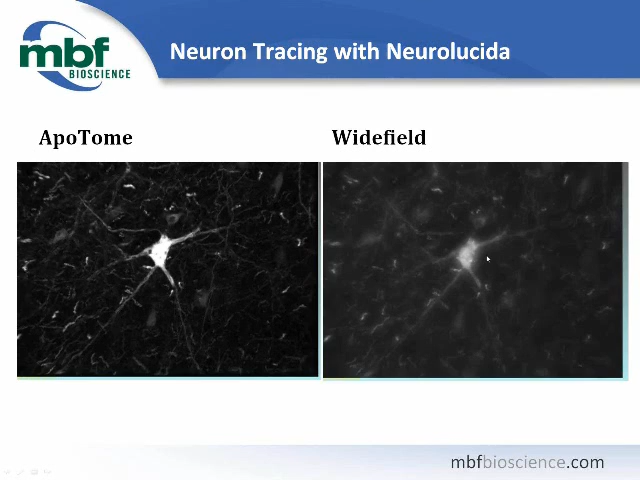 mbf
BIOSCIENCE
Neuron Tracing with Neurolucida
ApoTome
Widefield
mbfbioscience.com